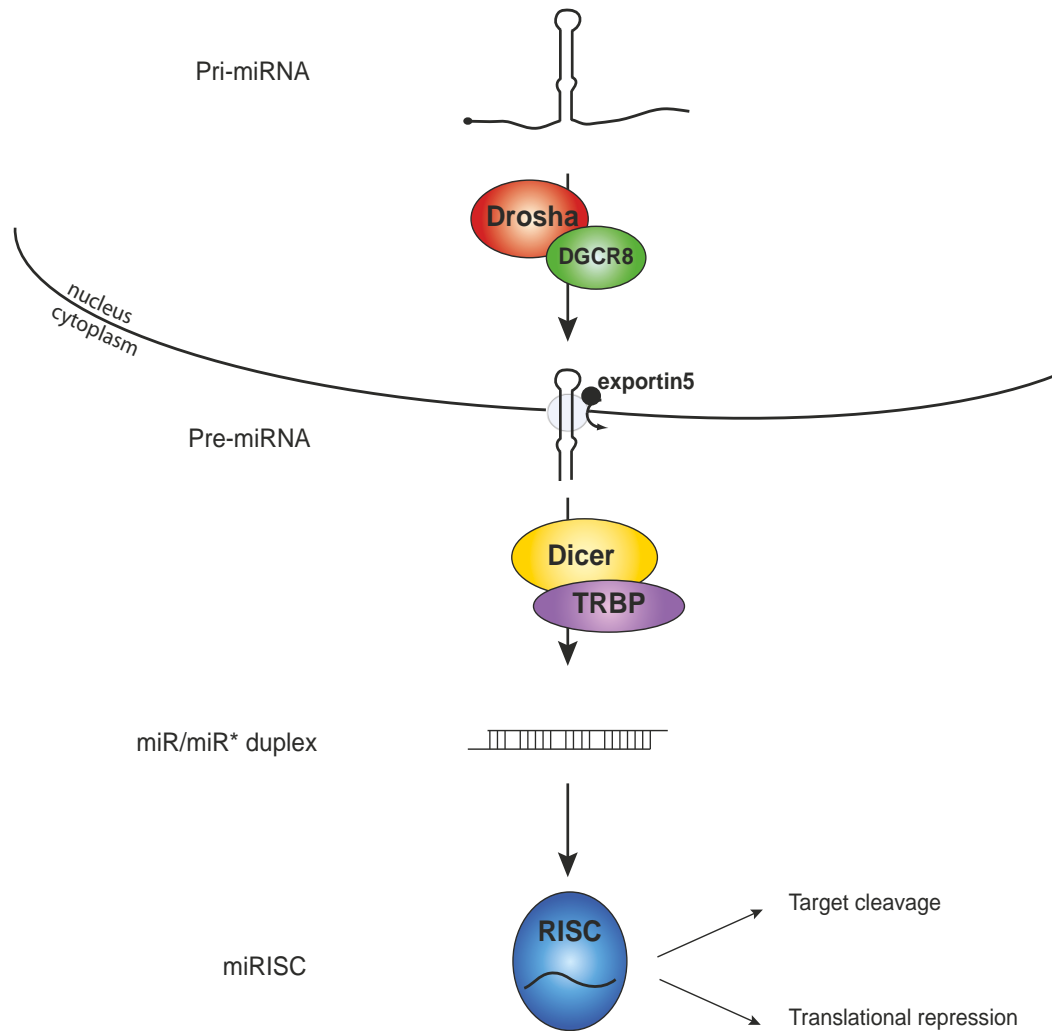 Pri-miRNA
Drosha
DGCR8
nucleus
cytoplasm
exportin5
Pre-miRNA
Dicer
TRBP
miR/miR* duplex
RISC
Target cleavage
miRISC
Translational repression